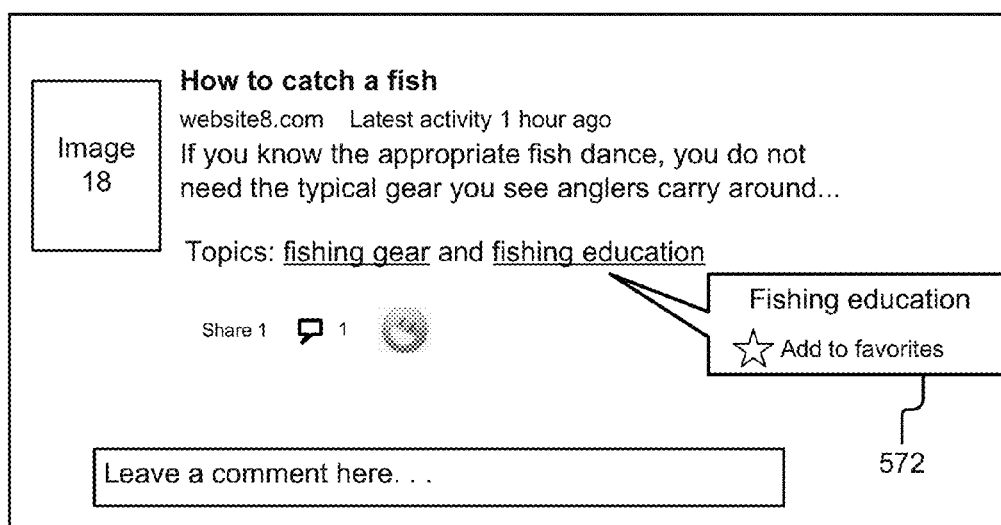 How to catch a fish
website8.com Latest activity 1 hour ago
Image
18
If you know the appropriate fish dance, you do not
need the typical gear you see anglers carry around...
Topics: fishing gear and fishing education
Fishing education
Add to favorites
Share 1 1
572
Leave a comment here. . .